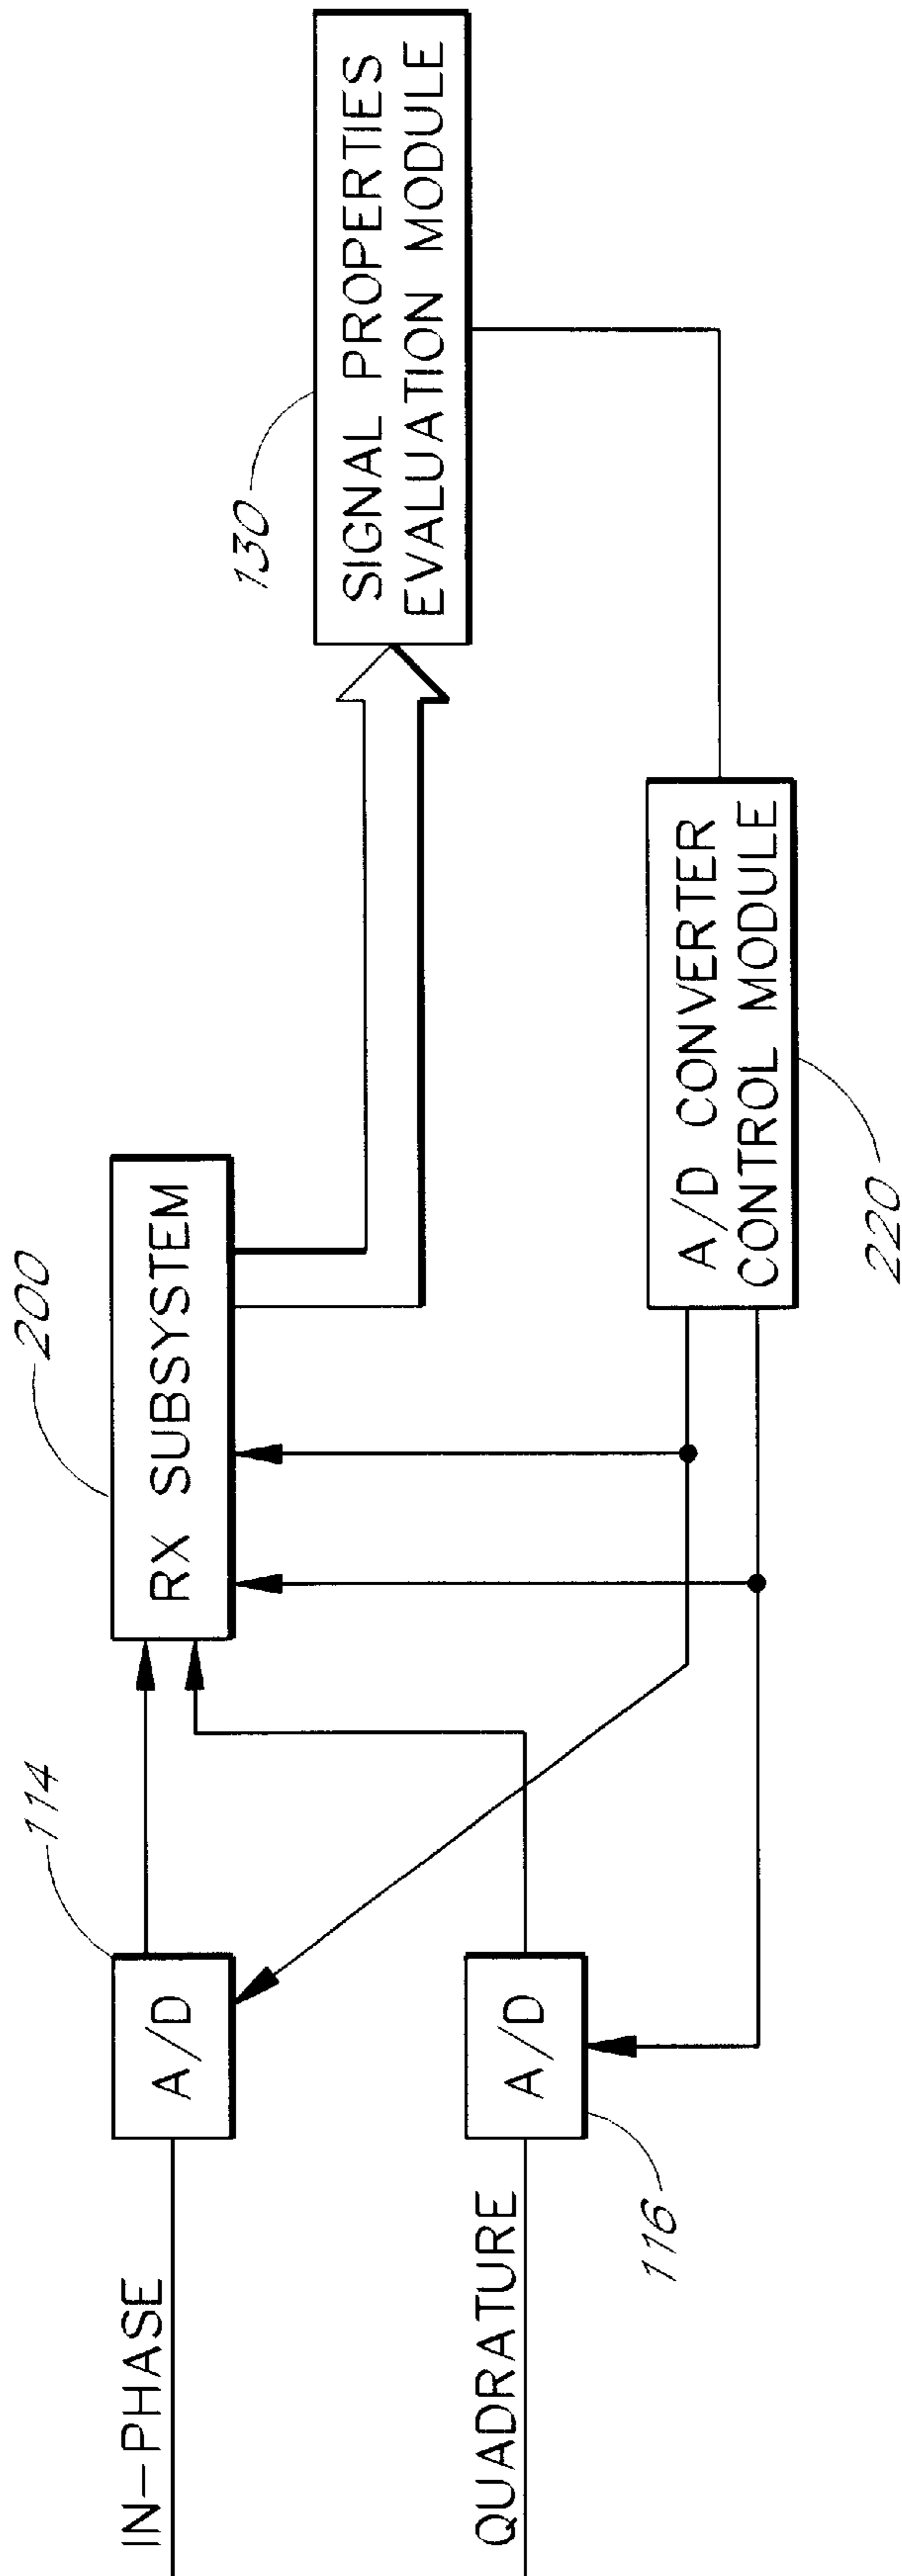 IN-PHASE
A/D
114
RX SUBSYSTEM
200
QUADRATURE
A/D
116
130
SIGNAL PROPERTIES
EVALUATION MODULE
A/D CONVERTER
CONTROL MODULE
220